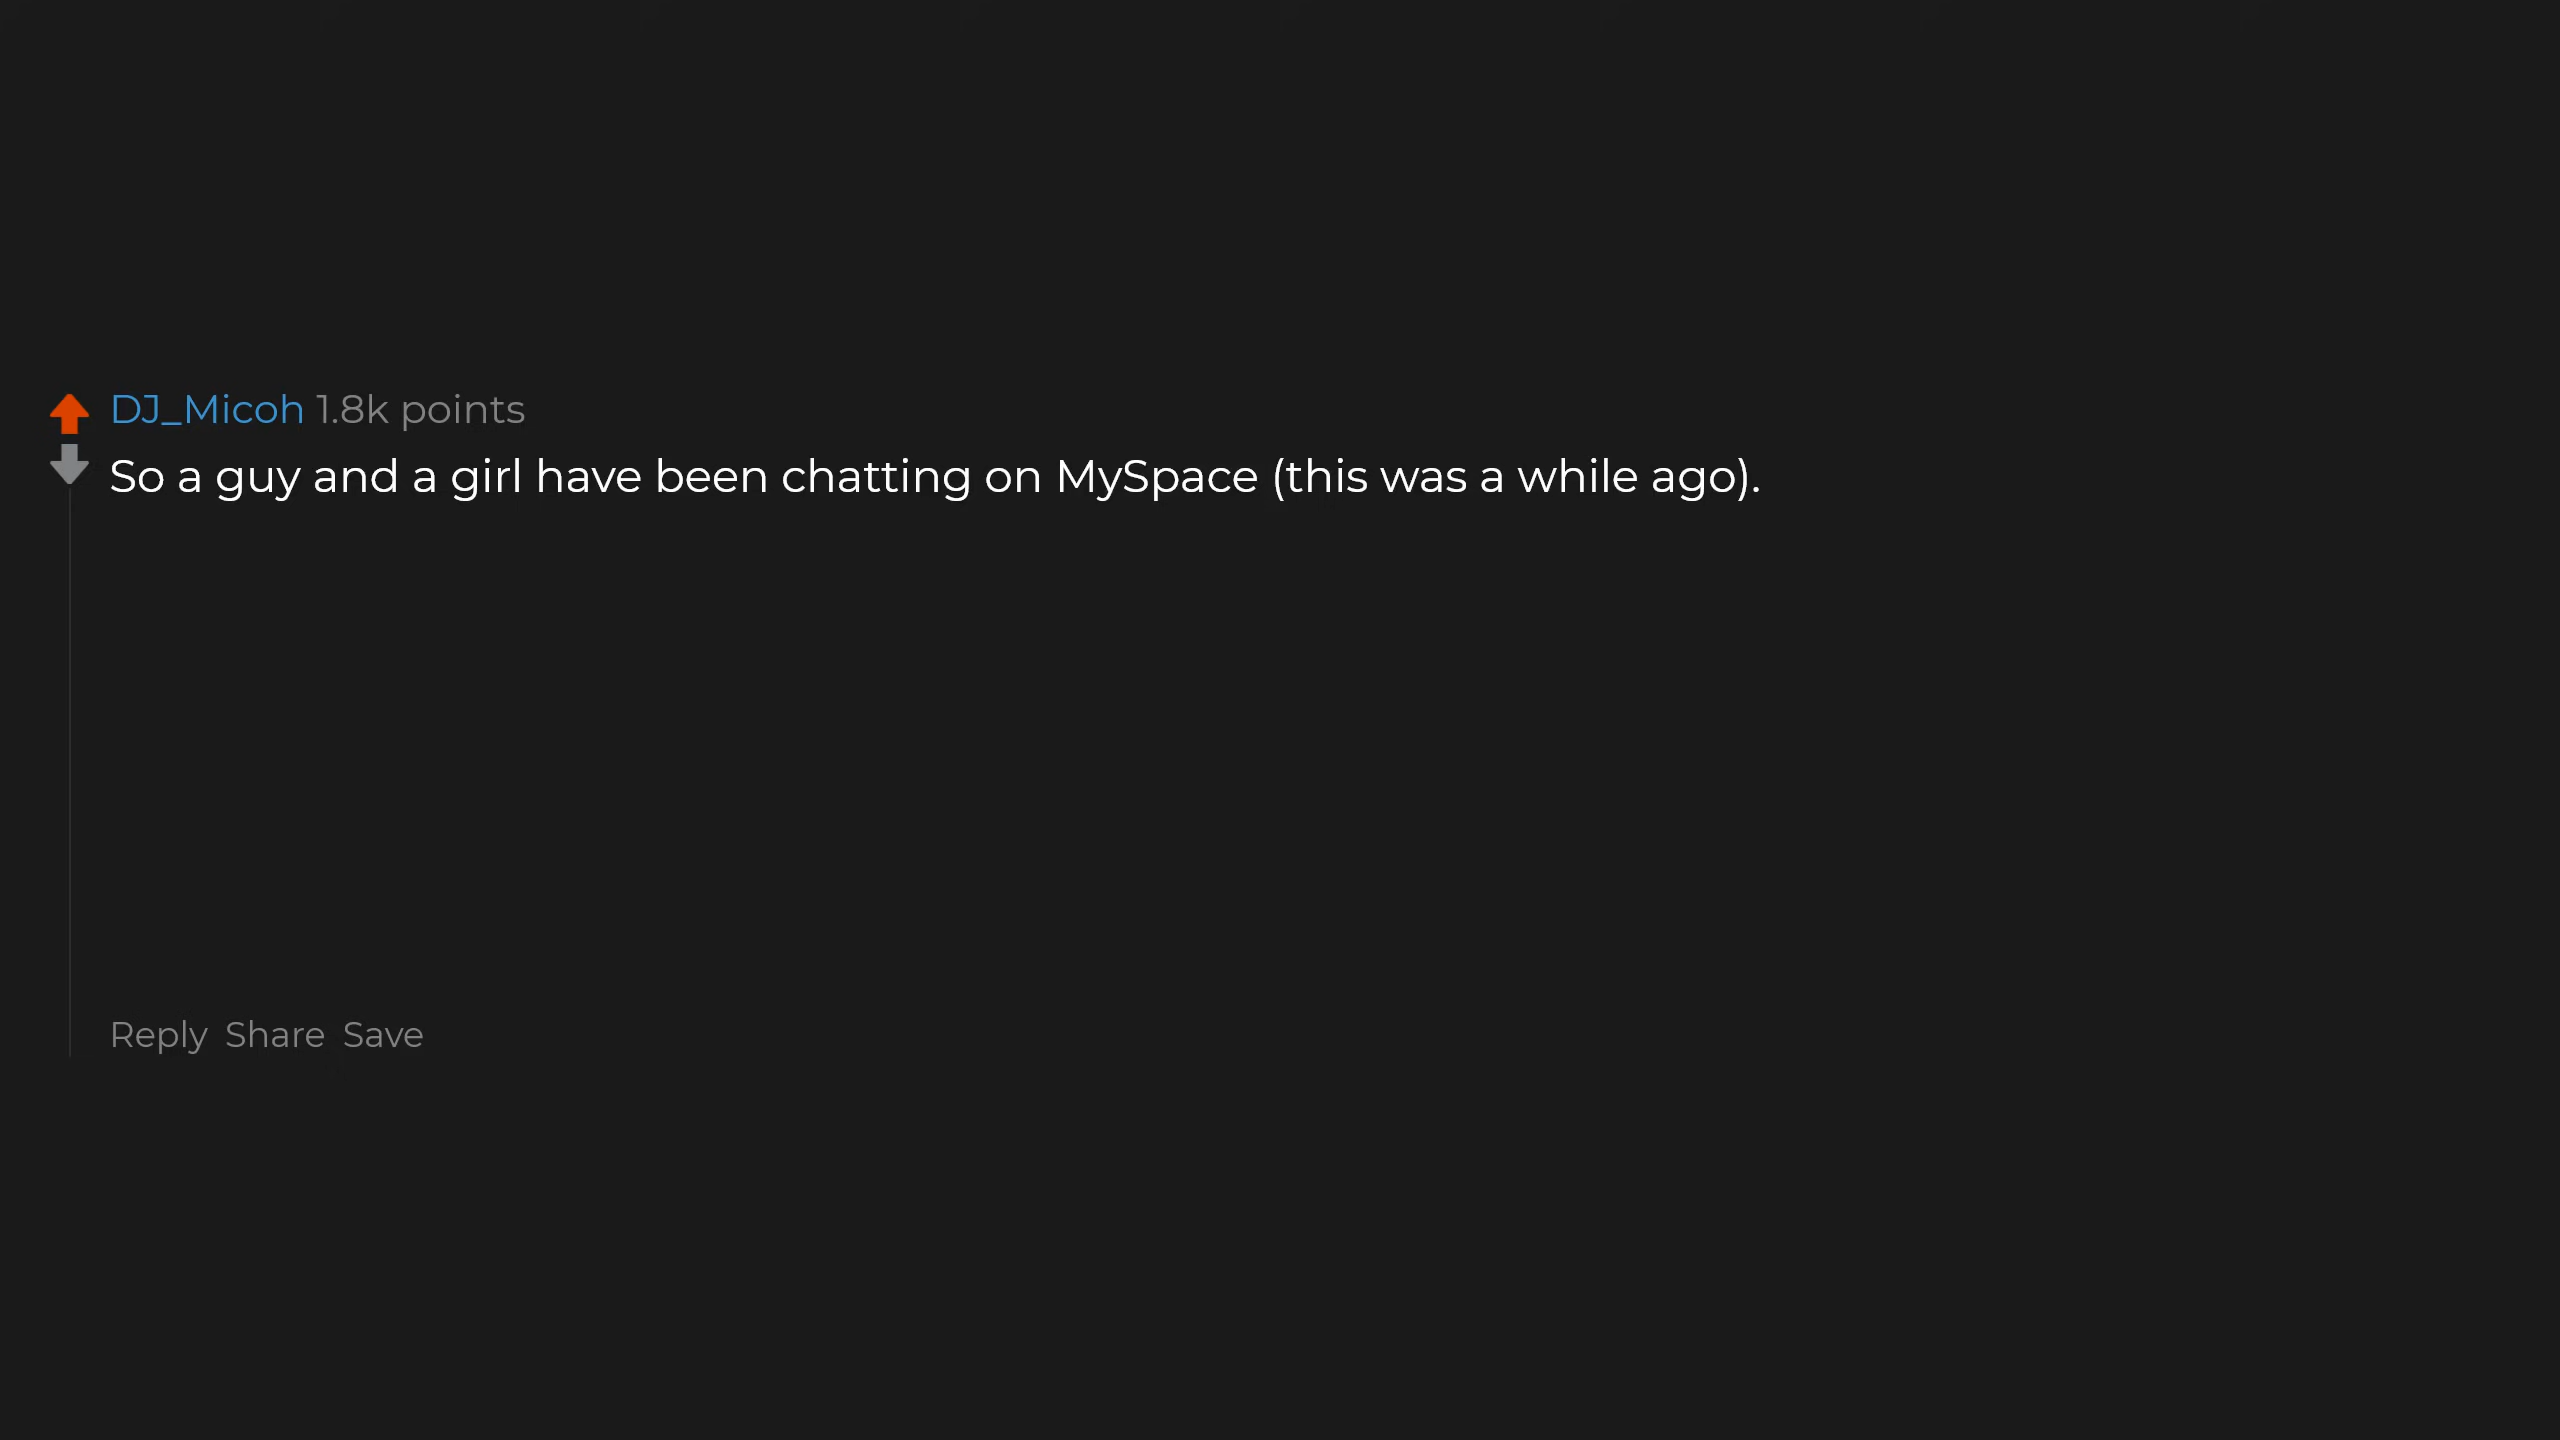 DJ_Micoh 1.8k points
So a guy and a girl have been chatting on MySpace (this was a while ago).
Reply Share Save